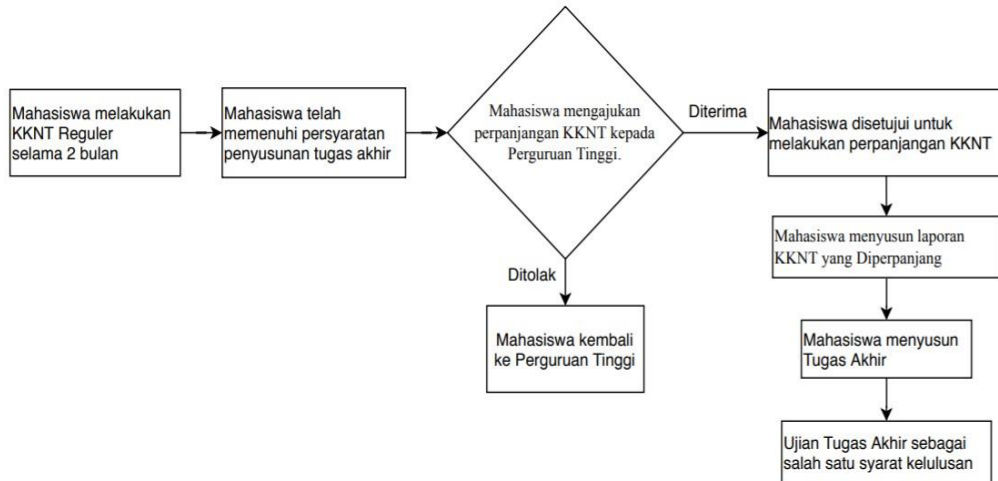 Mahasiswa melakukan
KKNT Reguler
selama 2 bulan
Mahasiswa telah
memenuhi persyaratan
penyusunan tugas akhir
Mahasiswa mengajukan
perpanjangan KKNT kepada
Perguruan Tinggi.
Diterima
Mahasiswa disetujui untuk
melakukan perpanjangan KKNT
Mahasiswa menyusun laporan
KKNT yang Diperpanjang
Ditolak
Mahasiswa kembali
ke Perguruan Tinggi
Mahasiswa menyusun
Tugas Akhir
Ujian Tugas Akhir sebagai
salah satu syarat kelulusan